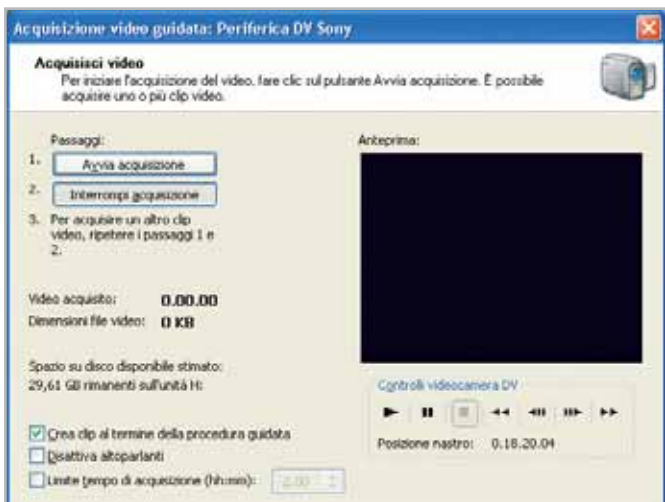 Acquisizione video guidata: Periferica DV Sony
Acquisisci video
Per iniziare l'acquisizione del video, fare clic sul pulsante Avvia acquisizione. È possibile
acquisire uno o più clip video.
Passaggi:
1. Avvia acquisizione
2. Interrompi acquisizione
3. Per acquisire un altro clip
video, ripetere i passaggi 1 e
2.
Video acquisito: 0.00.00
Dimensioni file video: 0 KB
Spazio su disco disponibile stimato:
29,61 GB rimanenti sull'unità H:
Crea clip al termine della procedura guidata
Disattiva altoparlanti
Limite tempo di acquisizione (hh:mm):
Anteprima:
Controlli videocamera DV
Posizione nastro: 0.18.20.04